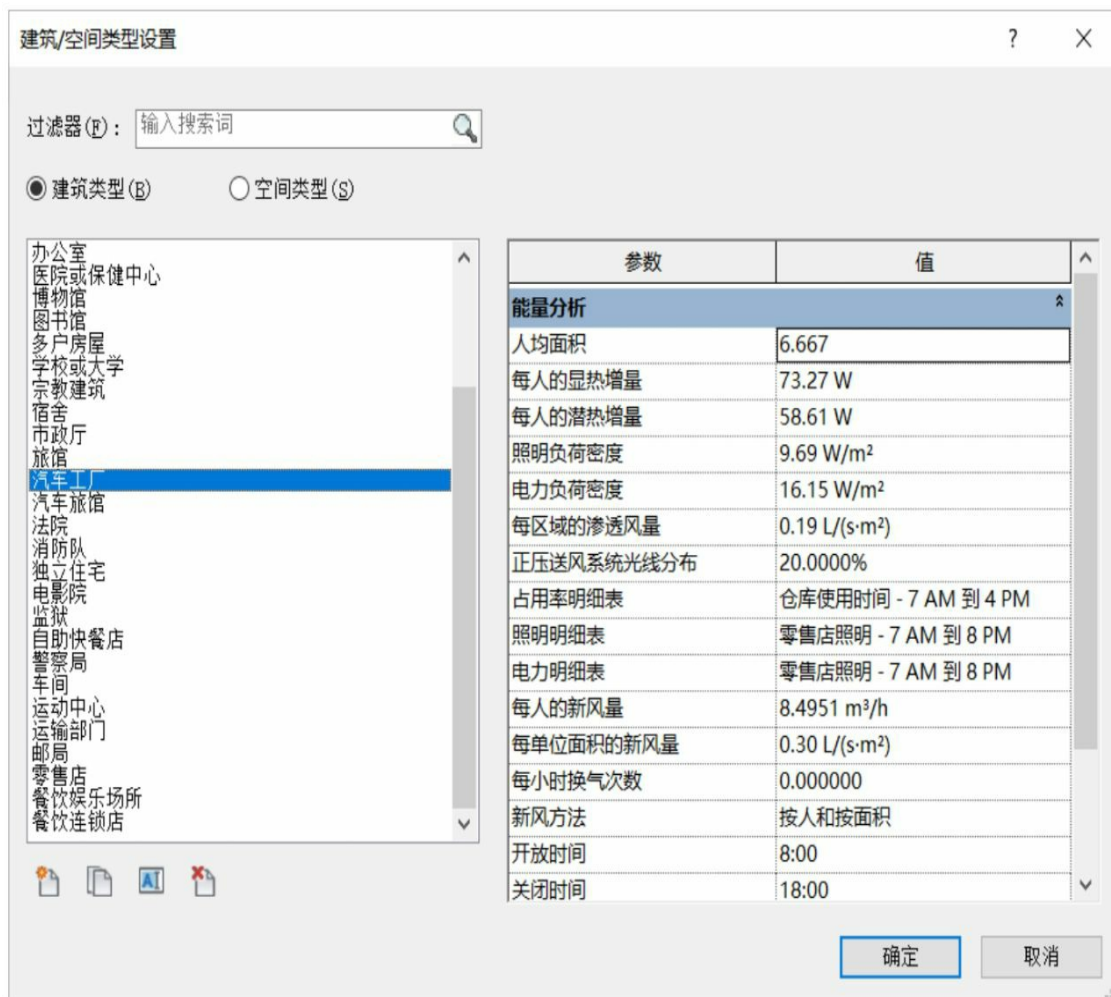 建筑/空间类型设置
?
过滤器(F)：
输入搜索词
建筑类型(B)
空间类型(S)
办公室
医院或保健中心
博物馆
图书馆
多户房屋
学校或大学
宗教建筑
宿舍
市政厅
旅馆
汽车工厂
汽车旅馆
法院
消防队
独立住宅
电影院
监狱
自助快餐店
警察局
车间
运动中心
运输部门
邮局
零售店
餐饮娱乐场所
餐饮连锁店
参数 值
能量分析
人均面积 6.667
每人的显热增量 73.27 W
每人的潜热增量 58.61 W
照明负荷密度 9.69 W/m²
电力负荷密度 16.15 W/m²
每区域的渗透风量 0.19 L/(s·m²)
正压送风系统光线分布 20.0000%
占用率明细表 仓库使用时间 - 7 AM 到 4 PM
照明明细表 零售店照明 - 7 AM 到 8 PM
电力明细表 零售店照明 - 7 AM 到 8 PM
每人的新风量 8.4951 m³/h
每单位面积的新风量 0.30 L/(s·m²)
每小时换气次数 0.000000
新风方法 按人和按面积
开放时间 8:00
关闭时间 18:00
AI
确定
取消